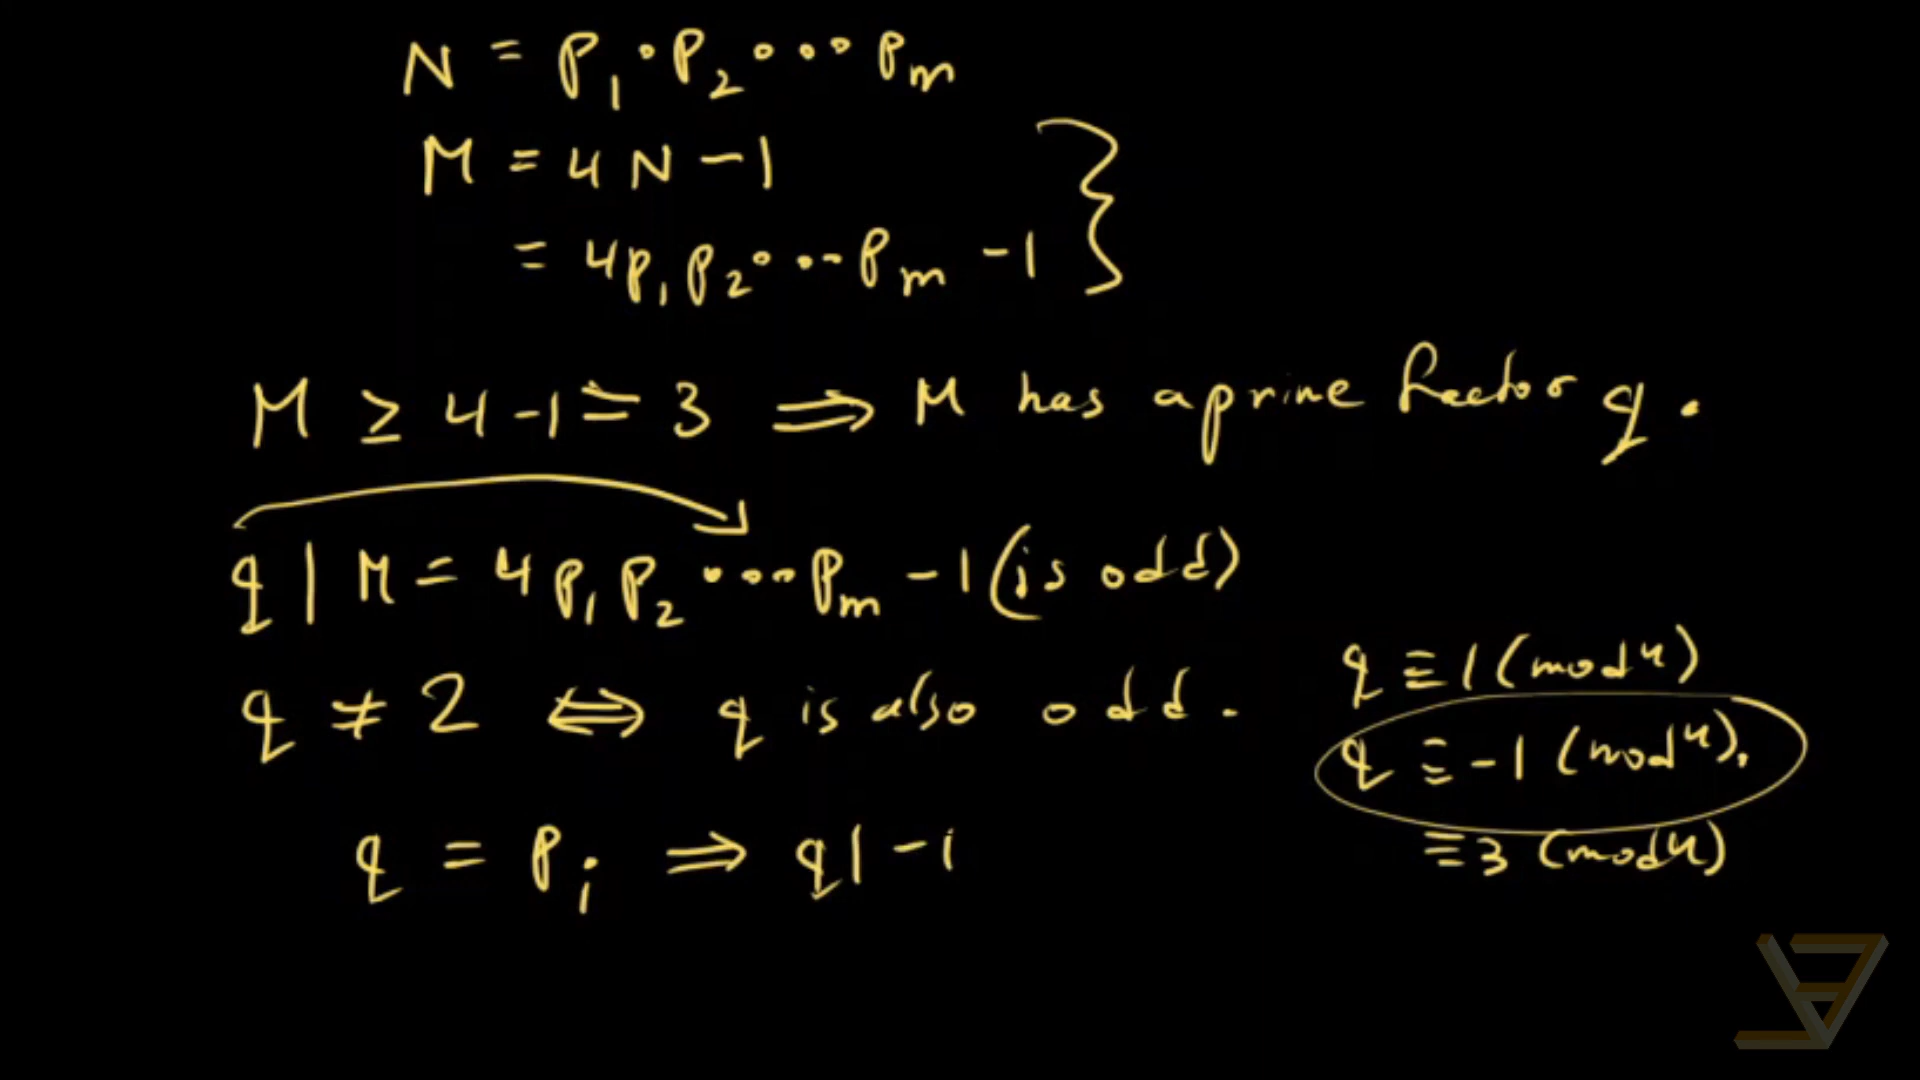 N = P₁ · P₂ · · · · Pₘ
M = 4N - 1
= 4P₁P₂ · · · · Pₘ - 1
M ≥ 4 - 1 = 3 ⟹ M has a prime factor q.
q | M = 4P₁P₂ · · · · Pₘ - 1 (is odd)
q ≠ 2 ⟺ q is also odd.
q ≡ 1 (mod 4)
q ≡ -1 (mod 4).
≡ 3 (mod 4)
q = Pᵢ ⟹ q | -1